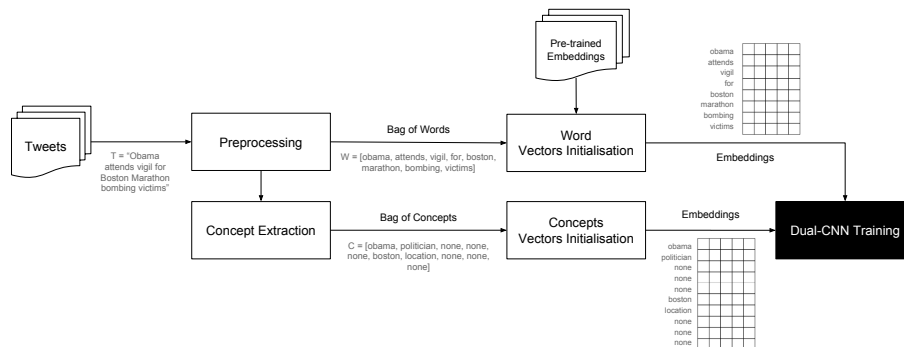 Pre-trained
Embeddings
obama
attends
vigil
for
boston
marathon
bombing
victims
Tweets
T = “Obama
attends vigil for
Boston Marathon
bombing victims”
Preprocessing
Bag of Words
W = [obama, attends, vigil, for, boston,
marathon, bombing, victims]
Word
Vectors Initialisation
Embeddings
Concept Extraction
Bag of Concepts
C = [obama, politician, none, none,
none, boston, location, none, none,
none]
Concepts
Vectors Initialisation
Embeddings
Dual-CNN Training
obama
politician
none
none
none
boston
location
none
none
none